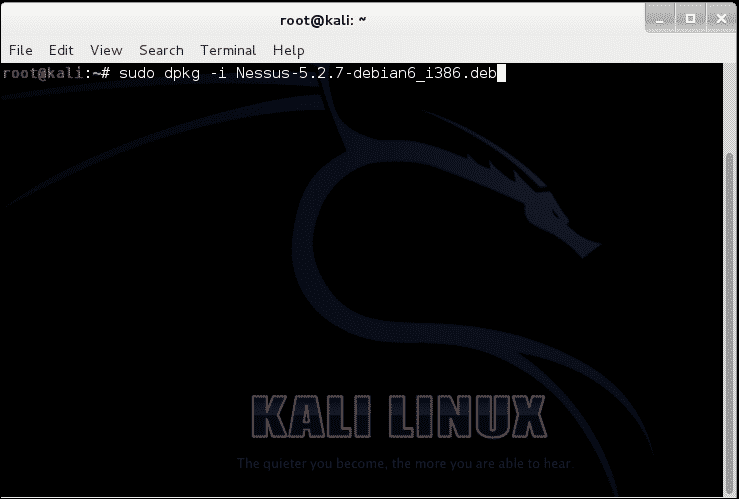 root@kali: ~
File Edit View Search Terminal Help
root@kali:~# sudo dpkg -i Nessus-5.2.7-debian6_i386.deb
KALI LINUX
The quieter you become, the more you are able to hear